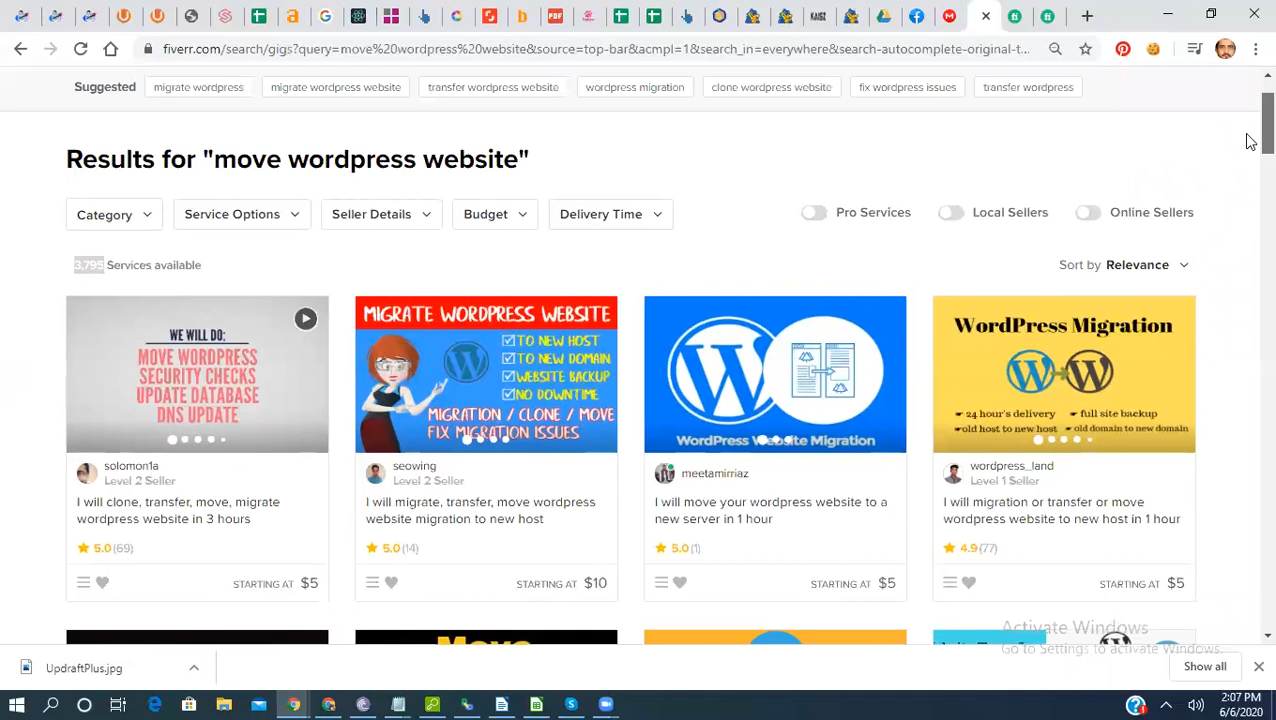 fiverr.com/search/gigs?query=move%20wordpress%20website&source=top-bar&acmpl=1&search_in=everywhere&search-autocomplete-original-t...
Suggested migrate wordpress migrate wordpress website transfer wordpress website wordpress migration clone wordpress website fix wordpress issues transfer wordpress
Results for "move wordpress website"
Category Service Options Seller Details Budget Delivery Time Pro Services Local Sellers Online Sellers
3,795 Services available Sort by Relevance
WE WILL DO:
MOVE WORDPRESS
SECURITY CHECKS
UPDATE DATABASE
DNS UPDATE
MIGRATE WORDPRESS WEBSITE
TO NEW HOST
TO NEW DOMAIN
WEBSITE BACKUP
NO DOWNTIME
MIGRATION / CLONE / MOVE
FIX MIGRATION ISSUES
WordPress Website Migration
WordPress Migration
24 hour's delivery full site backup
old host to new host old domain to new domain
solomon1a
Level 2 Seller
I will clone, transfer, move, migrate
wordpress website in 3 hours
5.0 (69)
STARTING AT $5
seowing
Level 2 Seller
I will migrate, transfer, move wordpress
website migration to new host
5.0 (14)
STARTING AT $10
meetamirriaz
I will move your wordpress website to a
new server in 1 hour
5.0 (1)
STARTING AT $5
wordpress_land
Level 1 Seller
I will migration or transfer or move
wordpress website to new host in 1 hour
4.9 (77)
STARTING AT $5
Move
Activate Windows
Go to Settings to activate Windows.
UpdraftPlus.jpg Show all
2:07 PM
6/6/2020